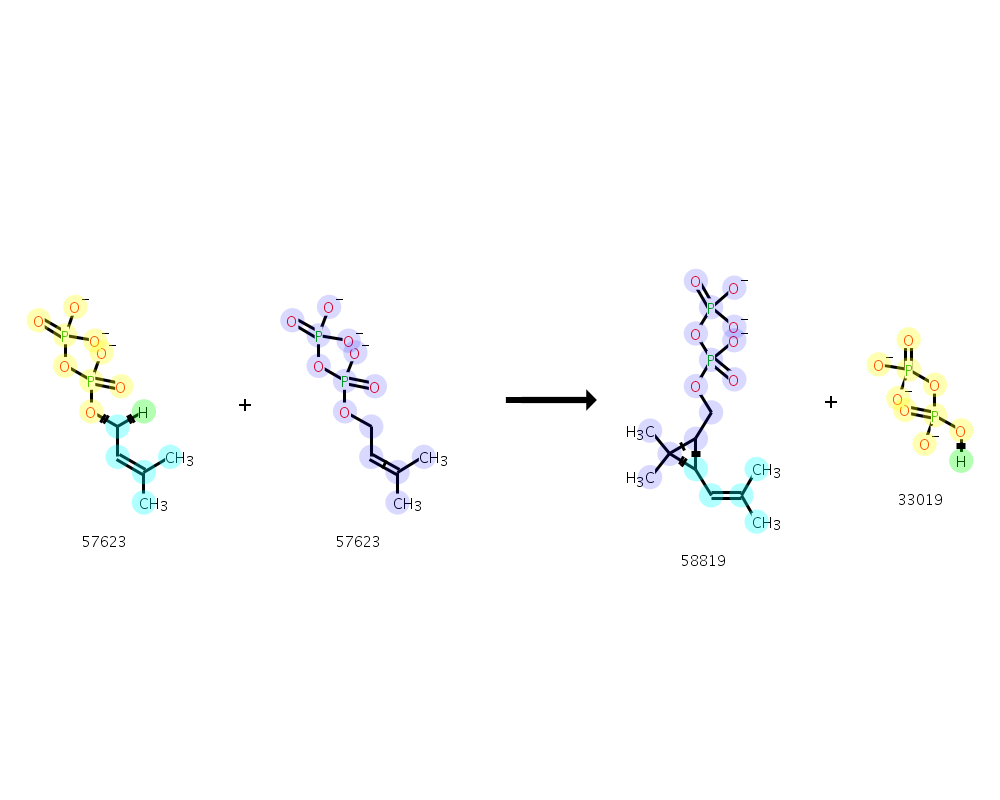 O O⁻
O P O⁻
O⁻
O P O
O H
CH₃
CH₃
57623
+
O O⁻
O P O⁻
O⁻
O P O
O
CH₃
CH₃
57623
O O⁻
P
O O⁻
O⁻
P
O O
H₃C
H₃C
CH₃
CH₃
58819
+
O
O⁻ P
O⁻ O
O P
O⁻ O
H
33019